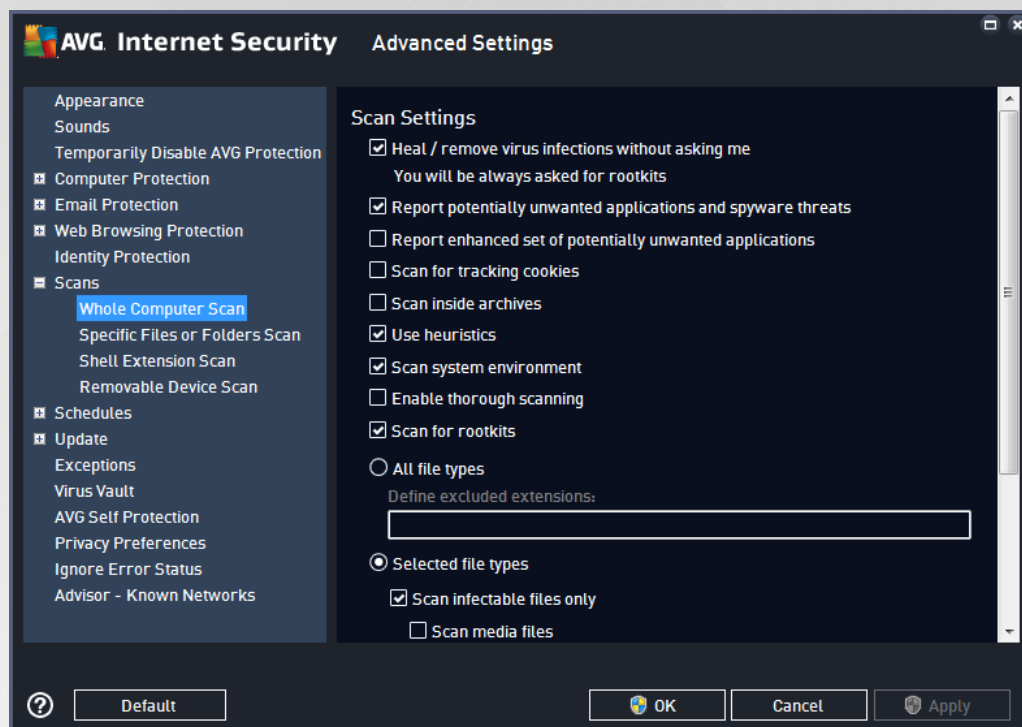 AVG. Internet Security
Advanced Settings
Appearance
Sounds
Temporarily Disable AVG Protection
Computer Protection
Email Protection
Web Browsing Protection
Identity Protection
Scans
Whole Computer Scan
Specific Files or Folders Scan
Shell Extension Scan
Removable Device Scan
Schedules
Update
Exceptions
Virus Vault
AVG Self Protection
Privacy Preferences
Ignore Error Status
Advisor - Known Networks
Scan Settings
Heal / remove virus infections without asking me
You will be always asked for rootkits
Report potentially unwanted applications and spyware threats
Report enhanced set of potentially unwanted applications
Scan for tracking cookies
Scan inside archives
Use heuristics
Scan system environment
Enable thorough scanning
Scan for rootkits
All file types
Define excluded extensions:
Selected file types
Scan infectable files only
Scan media files
?
Default
OK
Cancel
Apply